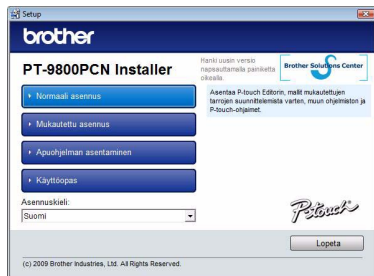 Setup
brother
PT-9800PCN Installer
Hanki uusin versio
napsauttamalla painiketta
oikealla.
Brother Solutions Center
Normaali asennus
Mukautettu asennus
Apuohjelman asentaminen
Käyttöopas
Asentaa P-touch Editorin, mallit mukautettujen
tarrojen suunnittelemista varten, muun ohjelmiston ja
P-touch-ohjaimet.
Asennuskieli:
Suomi
P-touch
Lopeta
(c) 2009 Brother Industries, Ltd. All Rights Reserved.